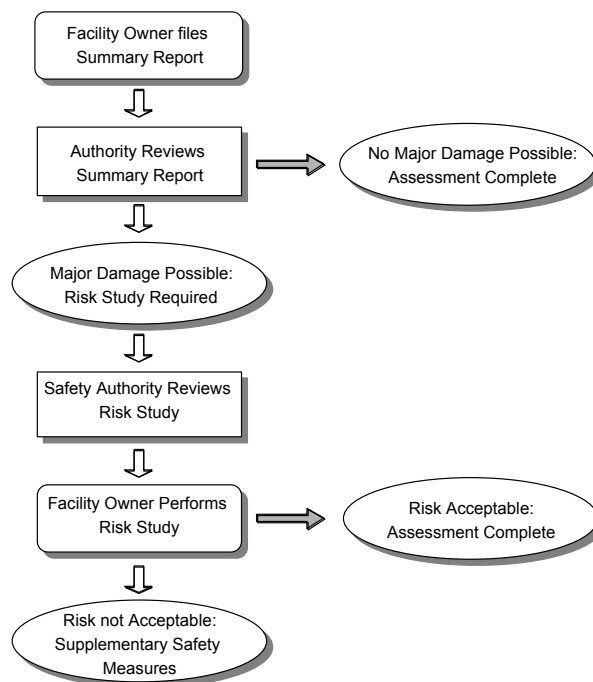 Facility Owner files
Summary Report
Authority Reviews
Summary Report
No Major Damage Possible:
Assessment Complete
Major Damage Possible:
Risk Study Required
Safety Authority Reviews
Risk Study
Facility Owner Performs
Risk Study
Risk Acceptable:
Assessment Complete
Risk not Acceptable:
Supplementary Safety
Measures